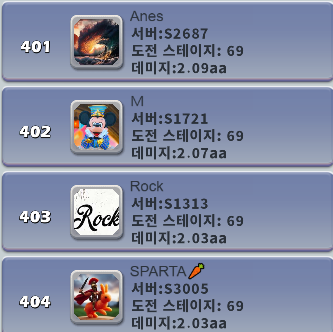 401
Anes
서버:S2687
도전 스테이지: 69
데미지:2.09aa
402
M
서버:S1721
도전 스테이지: 69
데미지:2.07aa
403
Rock
Rock
서버:S1313
도전 스테이지: 69
데미지:2.03aa
404
SPARTA🥕
서버:S3005
도전 스테이지: 69
데미지:2.03aa